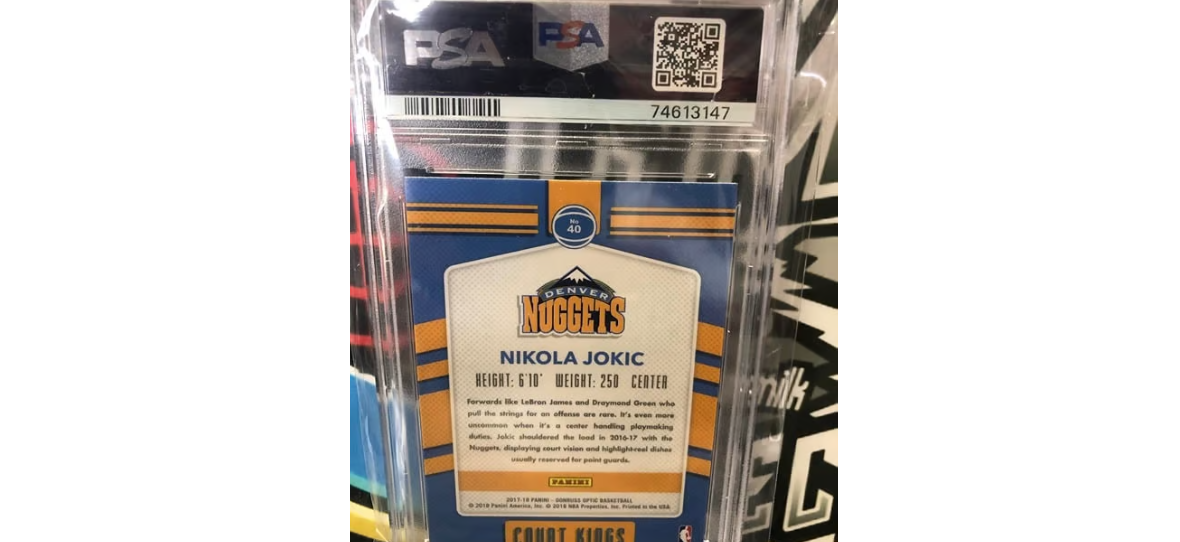 PSA PSA
74613147
No
40
DENVER
NUGGETS
NIKOLA JOKIC
HEIGHT: 6'10" WEIGHT: 250 CENTER
Forwards like LeBron James and Draymond Green who
pull the strings for an offense are rare. It's even more
uncommon when it's a center handling playmaking
duties. Jokic shouldered the load in 2016-17 with the
Nuggets, displaying court vision and highlight-reel dishes
usually reserved for point guards.
PANINI
2017-18 PANINI – DONRUSS OPTIC BASKETBALL
© 2018 Panini America, Inc. © 2018 NBA Properties, Inc. Printed in the USA.
COURT KINGS
milk